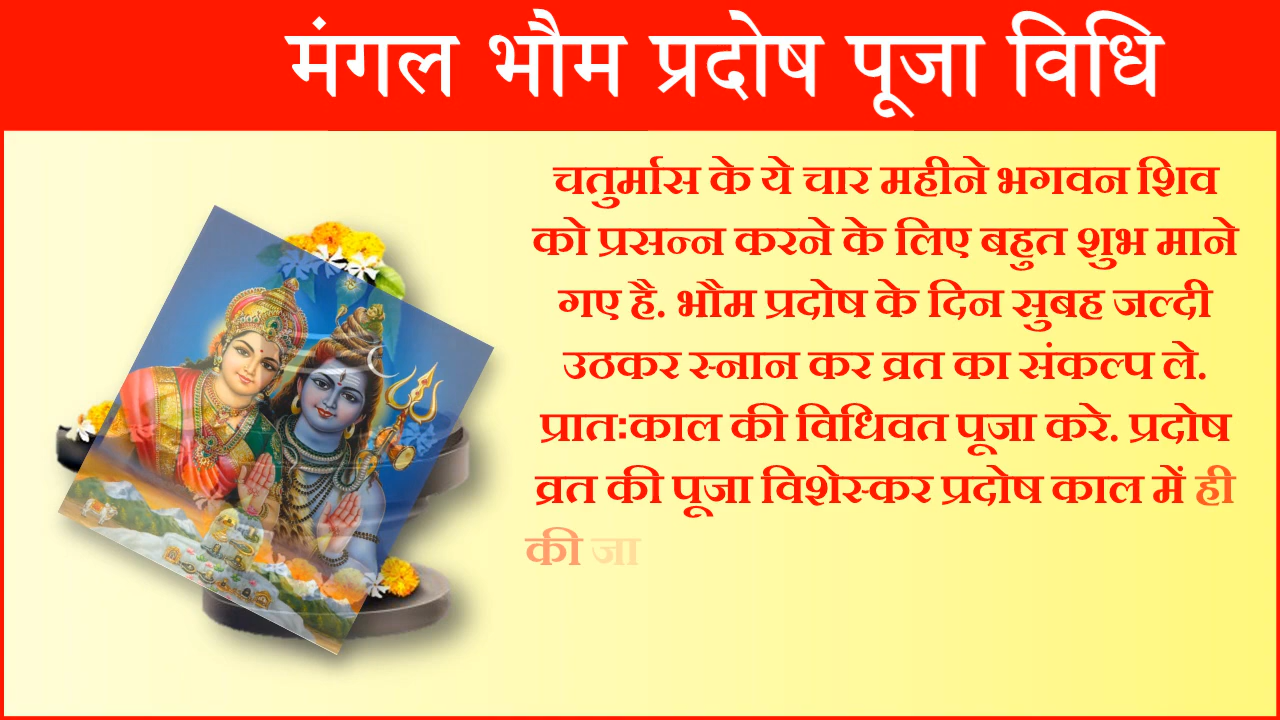 मंगल भौम प्रदोष पूजा विधि
चतुर्मास के ये चार महीने भगवन शिव
को प्रसन्न करने के लिए बहुत शुभ माने
गए है. भौम प्रदोष के दिन सुबह जल्दी
उठकर स्नान कर व्रत का संकल्प ले.
प्रातःकाल की विधिवत पूजा करे. प्रदोष
व्रत की पूजा विशेस्कर प्रदोष काल में ही
की जा